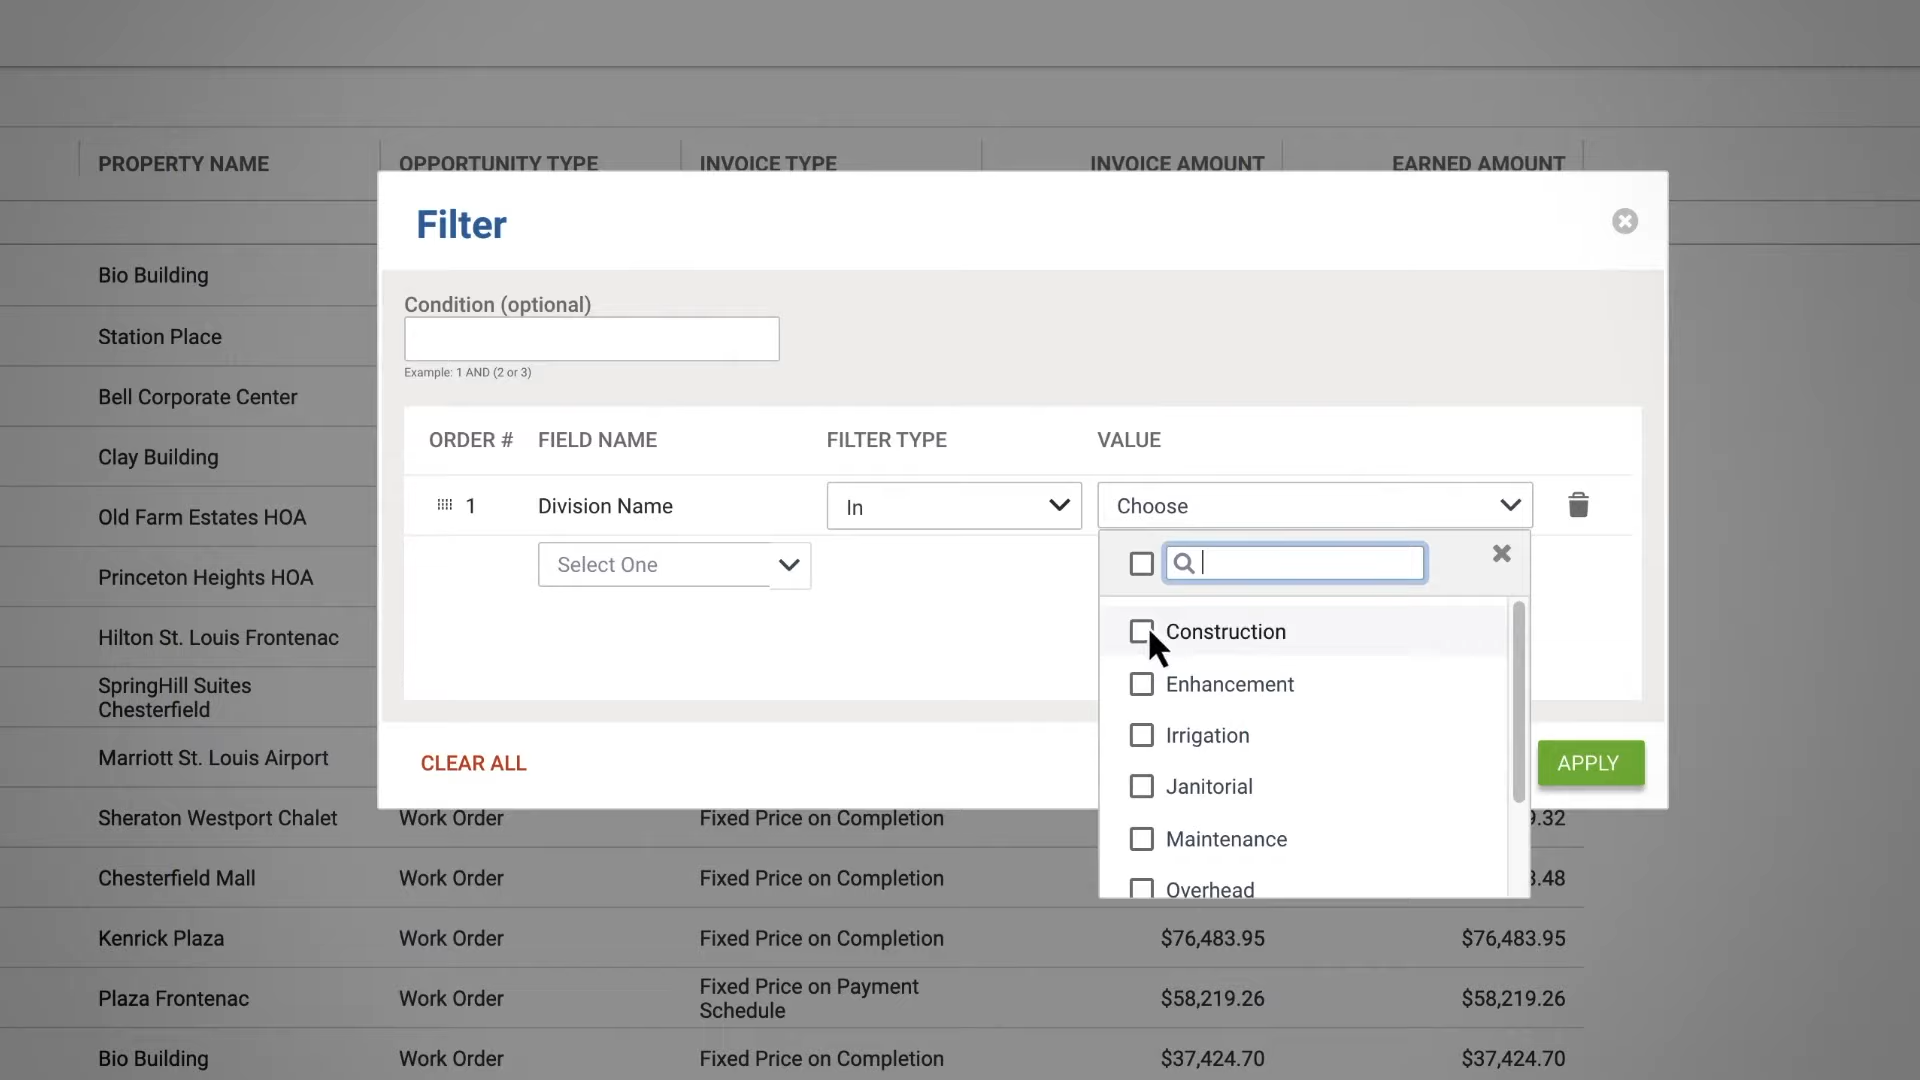 PROPERTY NAME OPPORTUNITY TYPE INVOICE TYPE INVOICE AMOUNT EARNED AMOUNT
Filter
Bio Building
Condition (optional)
Station Place
Example: 1 AND (2 or 3)
Bell Corporate Center
ORDER # FIELD NAME FILTER TYPE VALUE
Clay Building
1 Division Name In Choose
Old Farm Estates HOA
Select One
Princeton Heights HOA
Construction
Hilton St. Louis Frontenac
Enhancement
SpringHill Suites
Chesterfield
Irrigation
Marriott St. Louis Airport
CLEAR ALL
APPLY
Janitorial
Sheraton Westport Chalet Work Order Fixed Price on Completion 9.32
Maintenance
Chesterfield Mall Work Order Fixed Price on Completion 3.48
Overhead
Kenrick Plaza Work Order Fixed Price on Completion $76,483.95 $76,483.95
Plaza Frontenac Work Order Fixed Price on Payment
Schedule $58,219.26 $58,219.26
Bio Building Work Order Fixed Price on Completion $37,424.70 $37,424.70